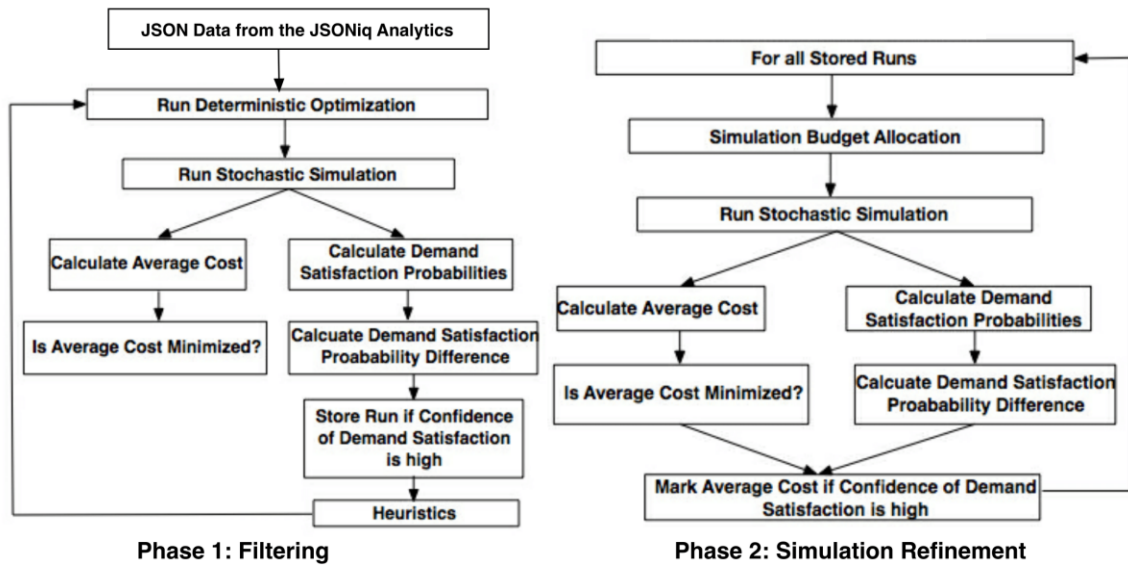 JSON Data from the JSONiq Analytics
Run Deterministic Optimization
Run Stochastic Simulation
Calculate Average Cost
Calculate Demand
Satisfaction Probabilities
Is Average Cost Minimized?
Calcuate Demand Satisfaction
Proabability Difference
Store Run if Confidence
of Demand Satisfaction
is high
Heuristics
Phase 1: Filtering
For all Stored Runs
Simulation Budget Allocation
Run Stochastic Simulation
Calculate Average Cost
Calculate Demand
Satisfaction Probabilities
Is Average Cost Minimized?
Calcuate Demand Satisfaction
Proabability Difference
Mark Average Cost if Confidence of Demand
Satisfaction is high
Phase 2: Simulation Refinement